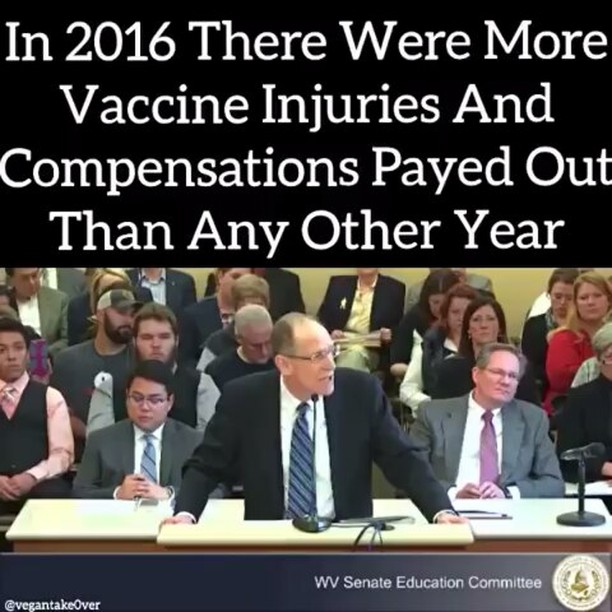 In 2016 There Were More
Vaccine Injuries And
Compensations Payed Out
Than Any Other Year
WV Senate Education Committee
@vegantakeOver